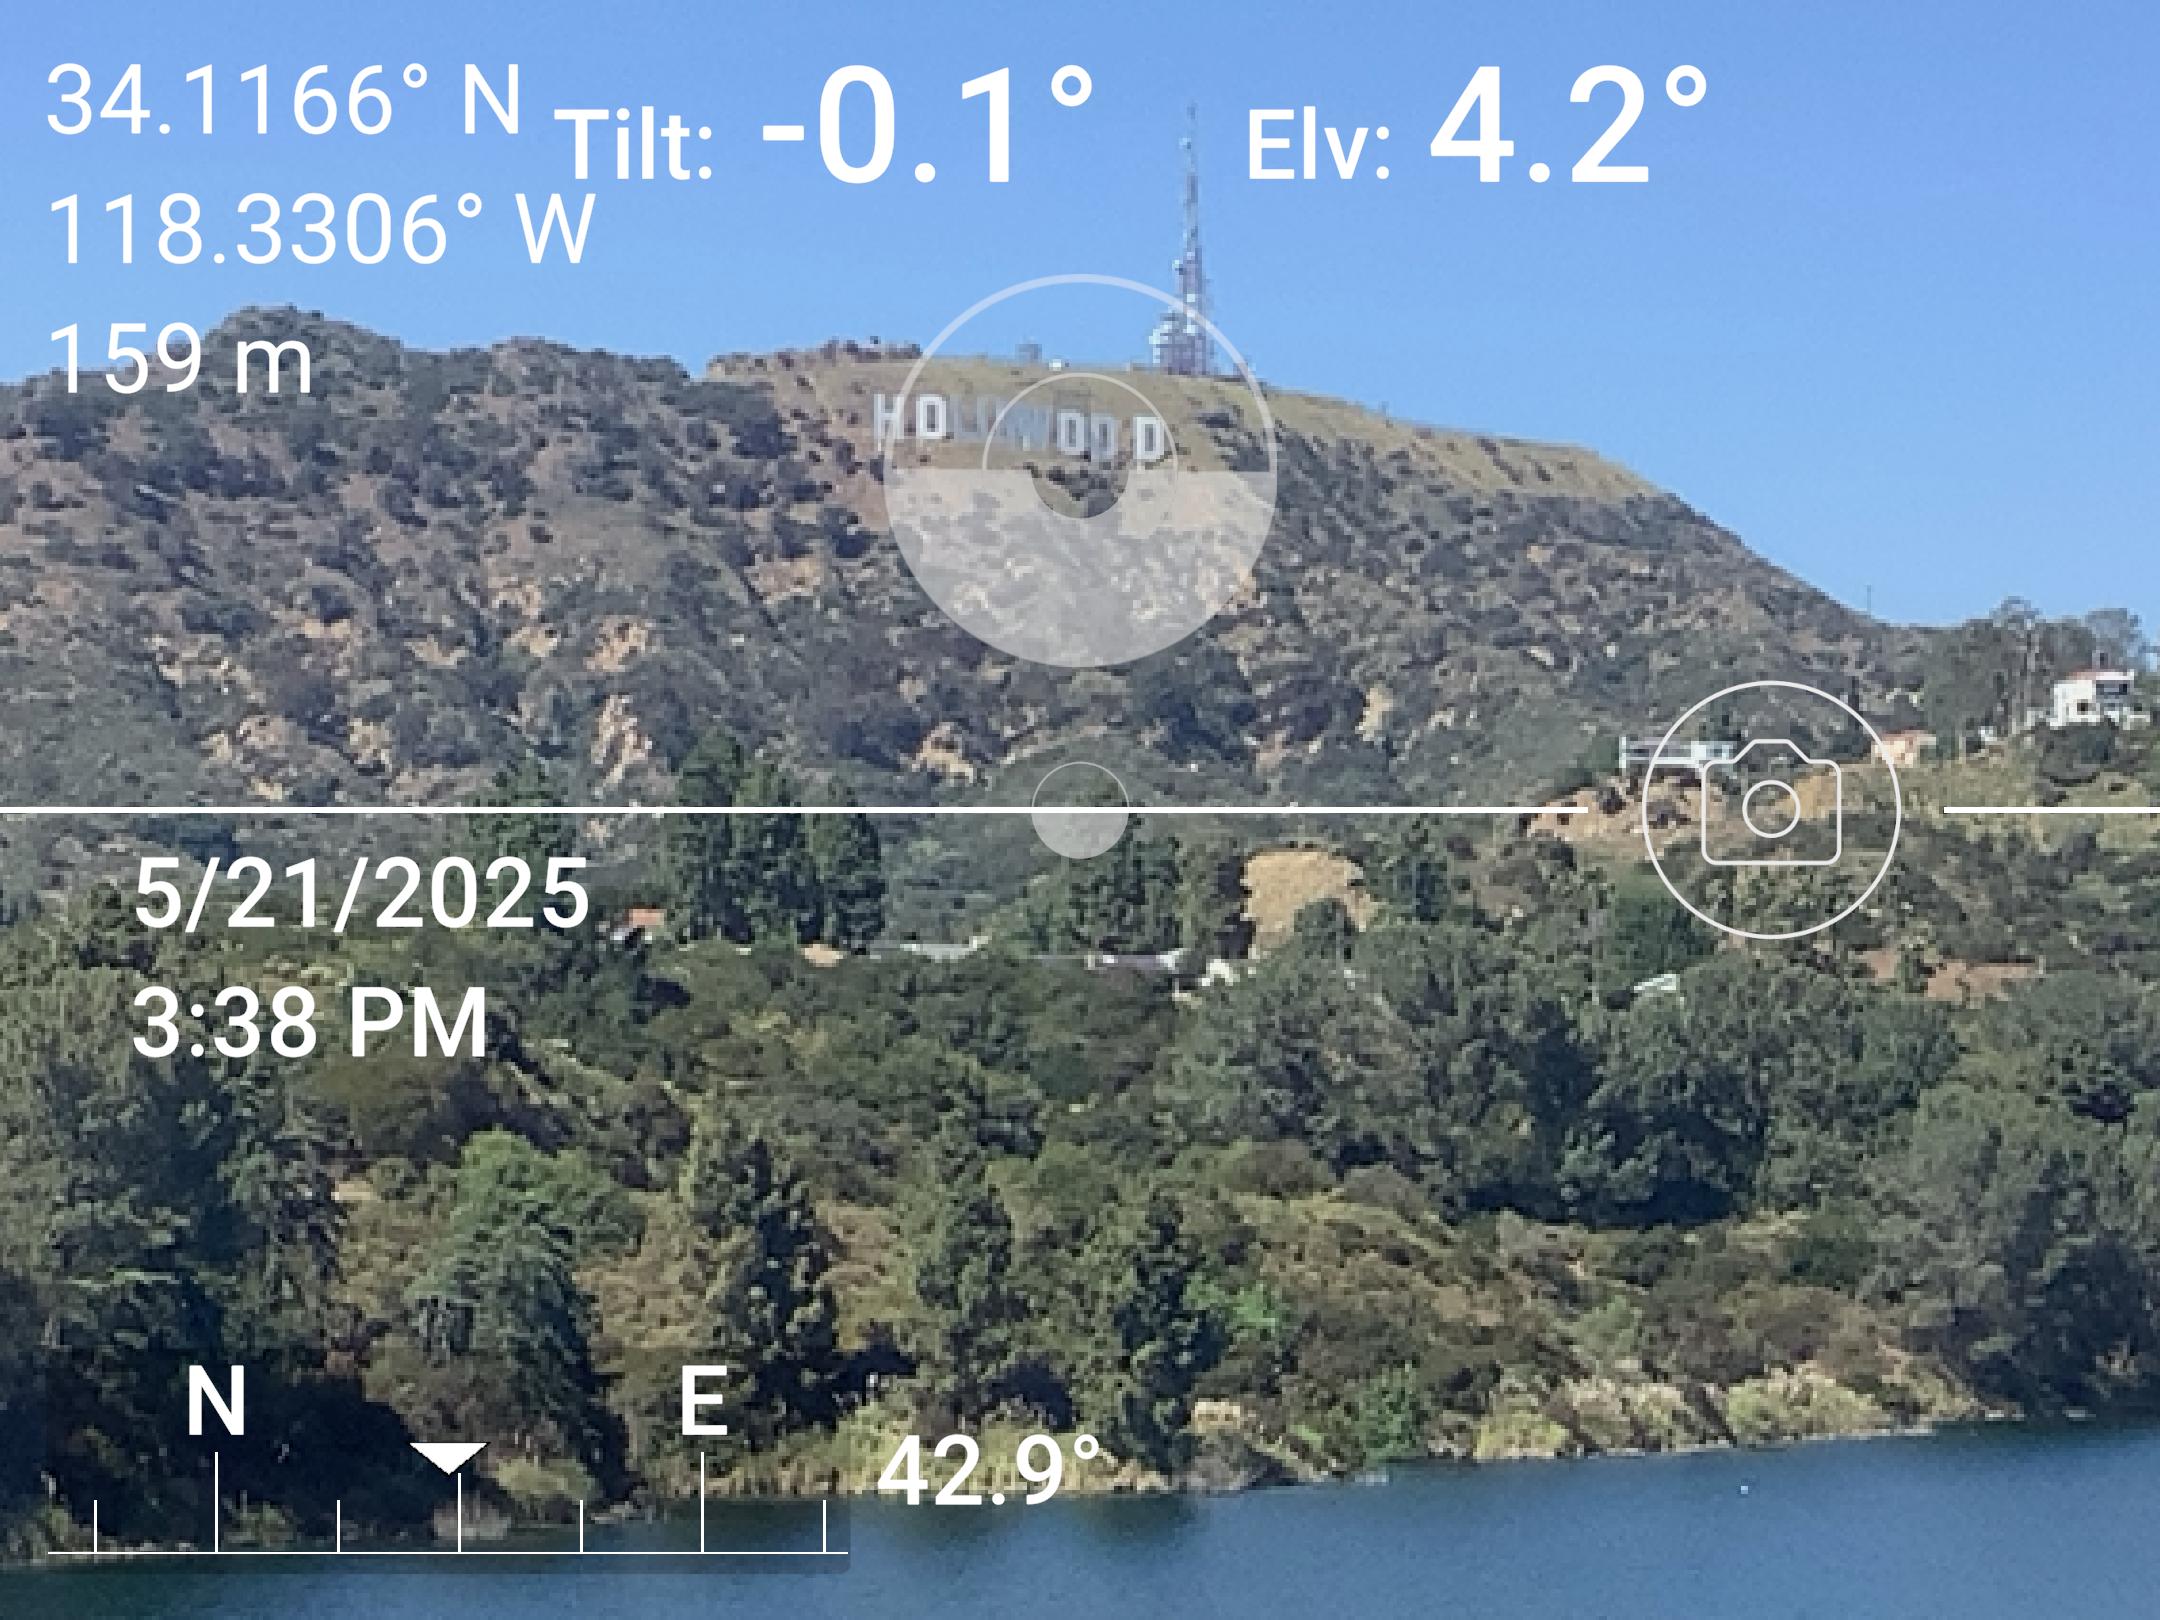 34.1166° N
Tilt: -0.1° Elv: 4.2°
118.3306° W
159 m
HOLLYWOOD
5/21/2025
3:38 PM
N E
42.9°